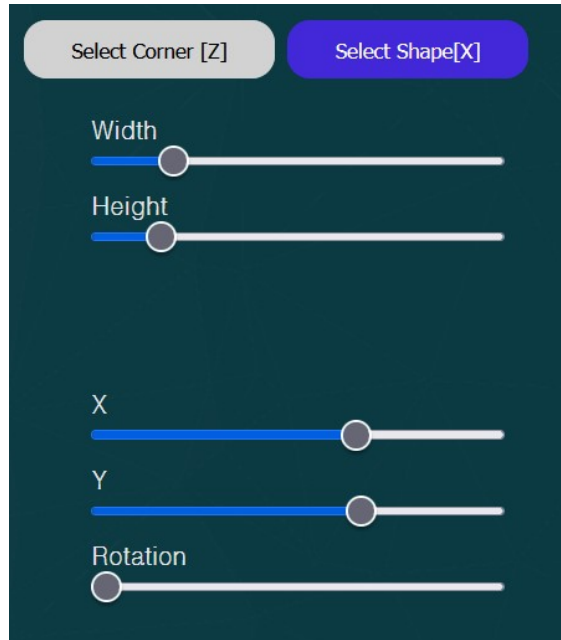 Select Corner [Z] Select Shape[X]
Width
Height
X
Y
Rotation